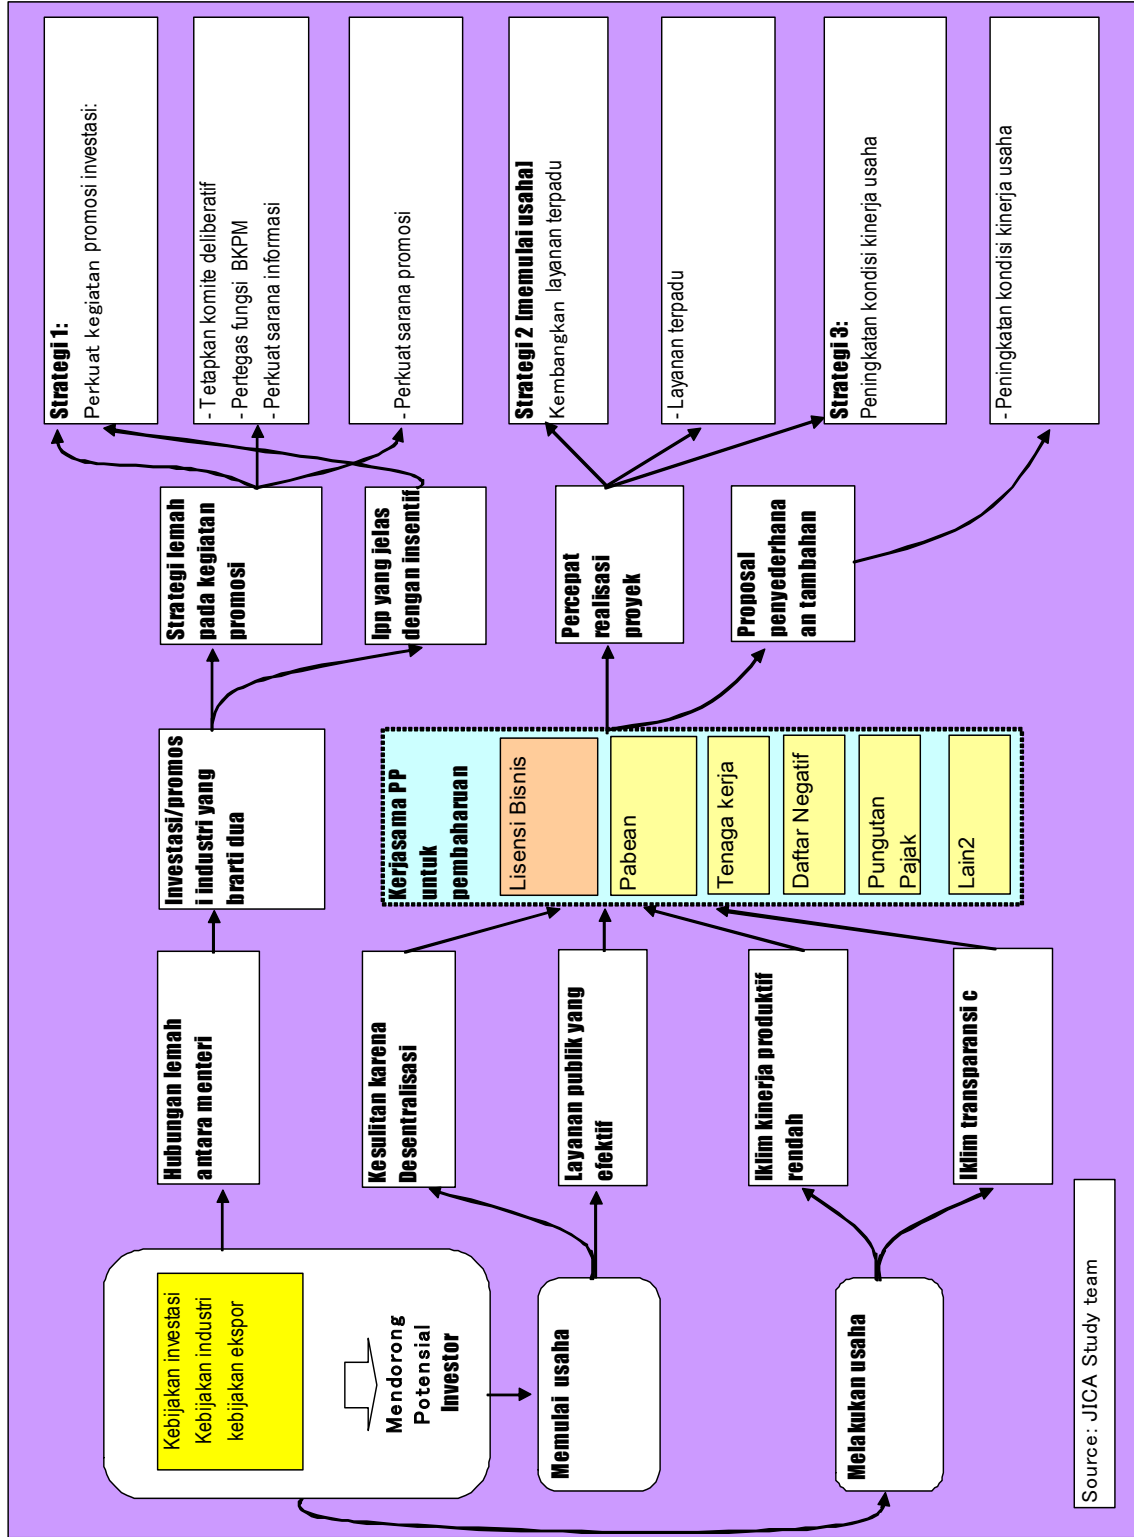 Kebijakan investasi
Kebijakan industri
kebijakan ekspor
Mendorong
Potensial
Investor
Memulai usaha
Melakukan usaha
Hubungan lemah
antara menteri
Kesulitan karena
Desentralisasi
Layanan publik yang
efektif
Iklim kinerja produktif
rendah
Iklim transparansi c
Investasi/promos
i industri yang
brarti dua
Kerjasama PP
untuk
pembaharuan
Lisensi Bisnis
Pabean
Tenaga kerja
Daftar Negatif
Pungutan
Pajak
Lain2
Strategi lemah
pada kegiatan
promosi
Ipp yang jelas
dengan insentif
Percepat
realisasi
proyek
Proposal
penyederhana
an tambahan
Strategi 1:
Perkuat kegiatan promosi investasi:
- Tetapkan komite deliberatif
- Pertegas fungsi BKPM
- Perkuat sarana informasi
- Perkuat sarana promosi
Strategi 2 [memulai usaha]
Kembangkan layanan terpadu
- Layanan terpadu
Strategi 3:
Peningkatan kondisi kinerja usaha
- Peningkatan kondisi kinerja usaha
Source: JICA Study team